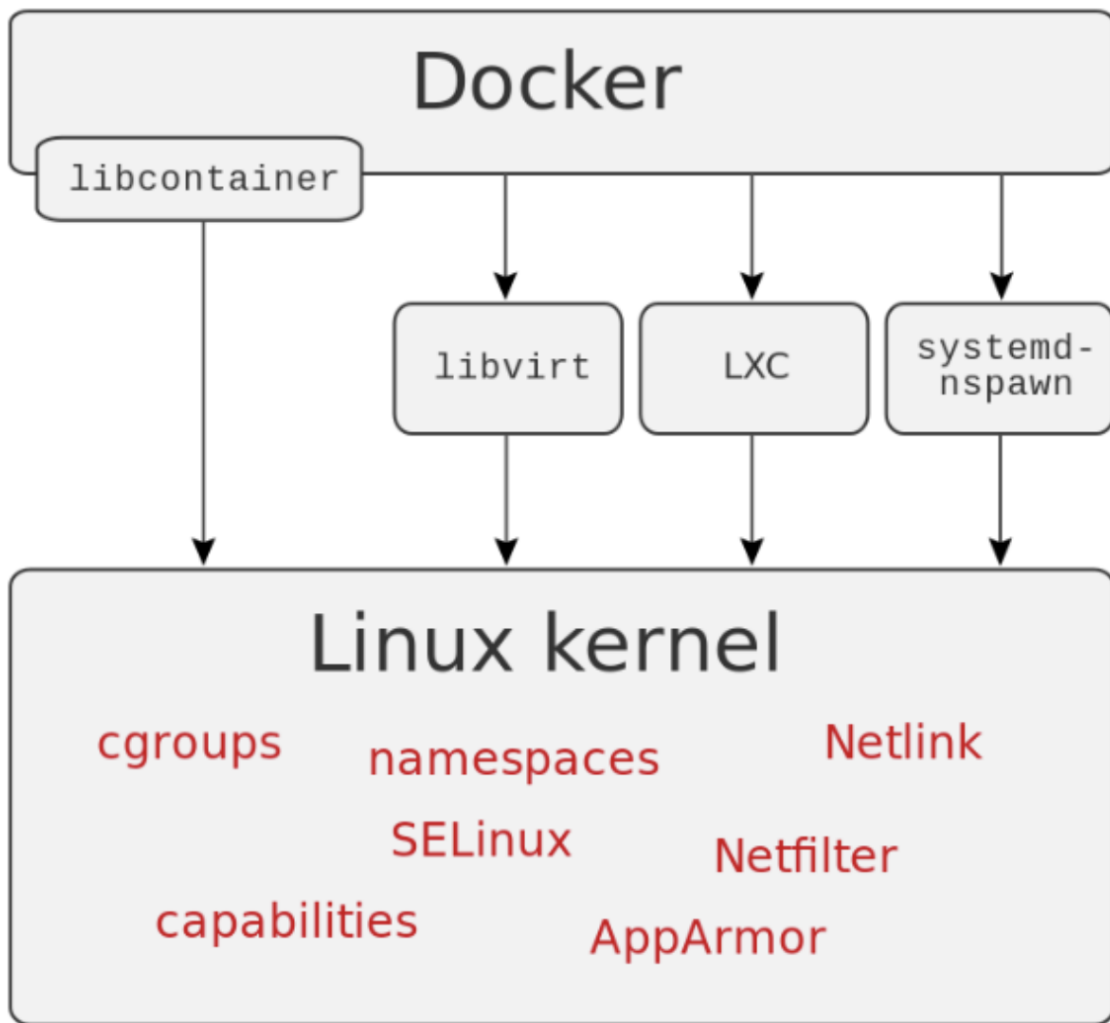 Docker
libcontainer
libvirt
LXC
systemd-
nspawn
Linux kernel
cgroups
namespaces
Netlink
SELinux
Netfilter
capabilities
AppArmor